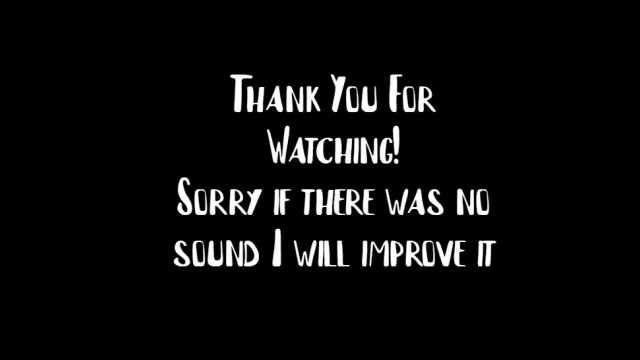 Thank You For
Watching!
Sorry if there was no
sound I will improve it